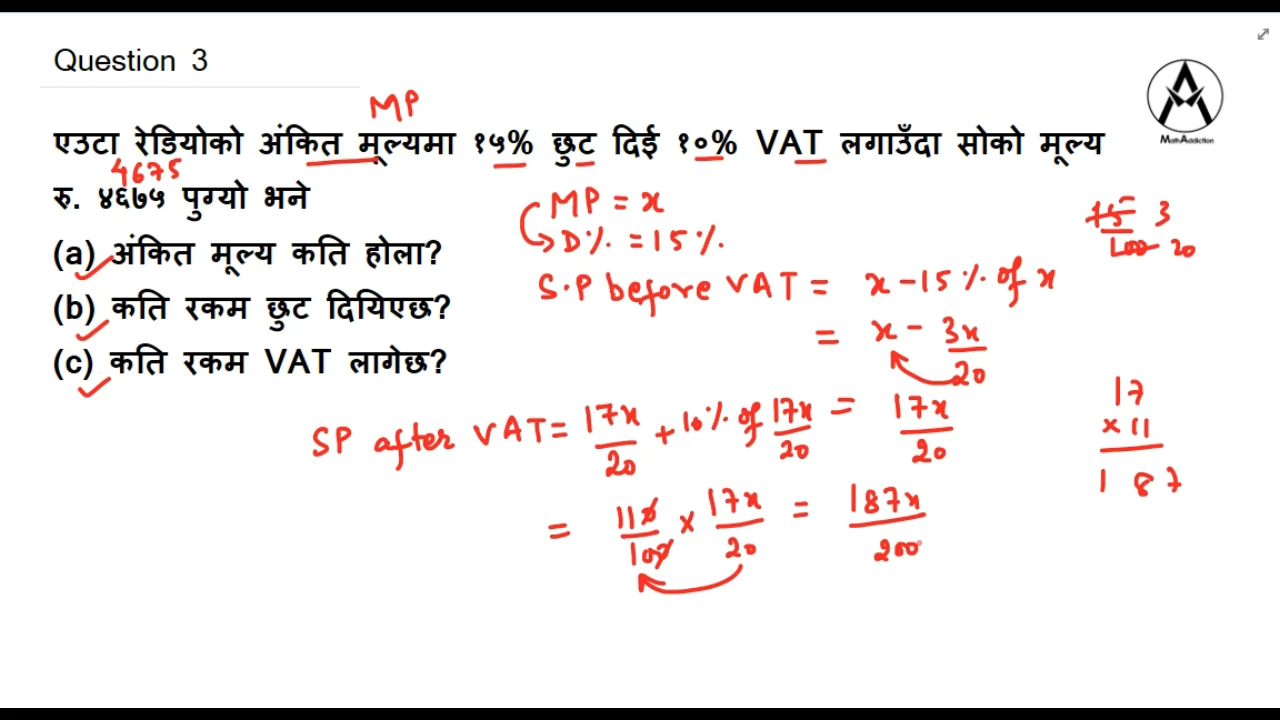 Question 3
MP
एउटा रेडियोको अंकित मूल्यमा १५% छुट दिई १०% VAT लगाउँदा सोको मूल्य
4675
रु. ४६७५ पुग्यो भने
(a) अंकित मूल्य कति होला?
(b) कति रकम छुट दियिएछ?
(c) कति रकम VAT लागेछ?
MathAddiction
MP = x
D% = 15%
S.P before VAT = x - 15% of x
= x - 3x/20
= 17x/20
SP after VAT = 17x/20 + 10% of 17x/20
= 110/100 × 17x/20 = 187x/200
15 3
100 20
17
× 11
187